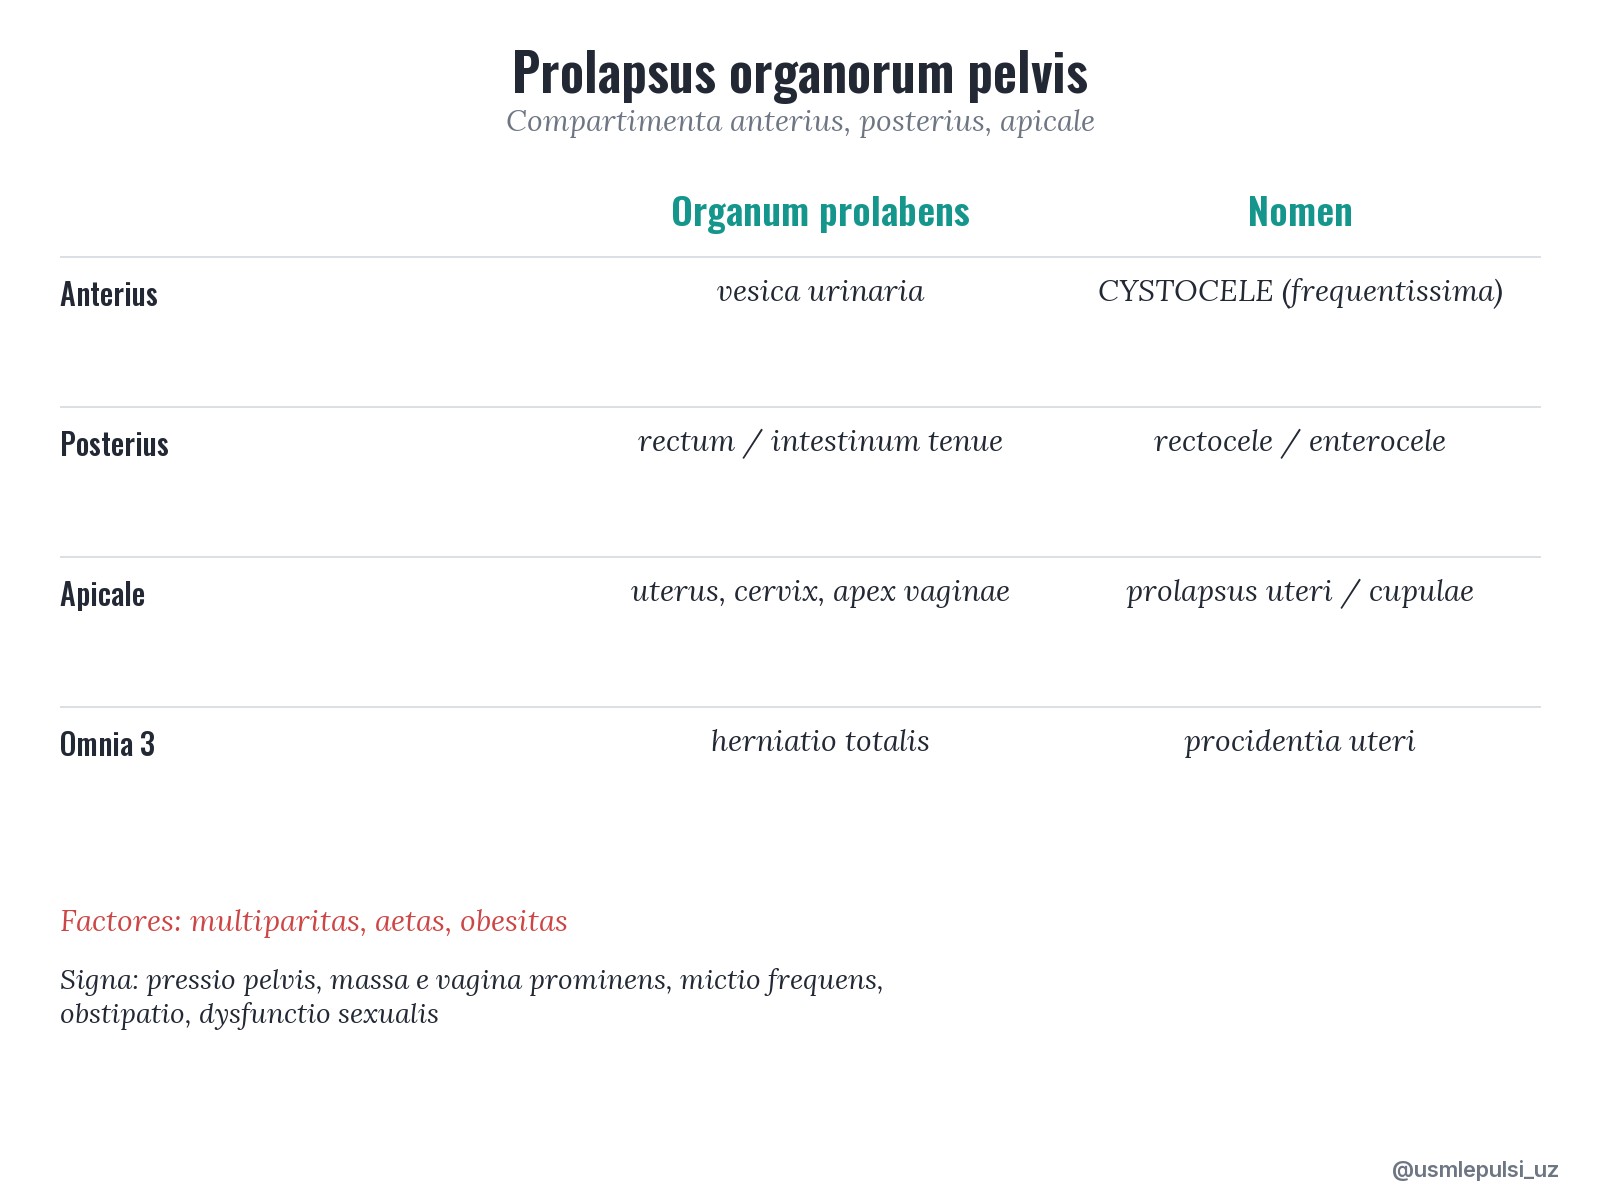 Prolapsus organorum pelvis
Compartimenta anterius, posterius, apicale
Organum prolabens Nomen
Anterius vesica urinaria CYSTOCELE (frequentissima)
Posterius rectum / intestinum tenue rectocele / enterocele
Apicale uterus, cervix, apex vaginae prolapsus uteri / cupulae
Omnia 3 herniatio totalis procidentia uteri
Factores: multiparitas, aetas, obesitas
Signa: pressio pelvis, massa e vagina prominens, mictio frequens,
obstipatio, dysfunctio sexualis
@usmlepulsi_uz